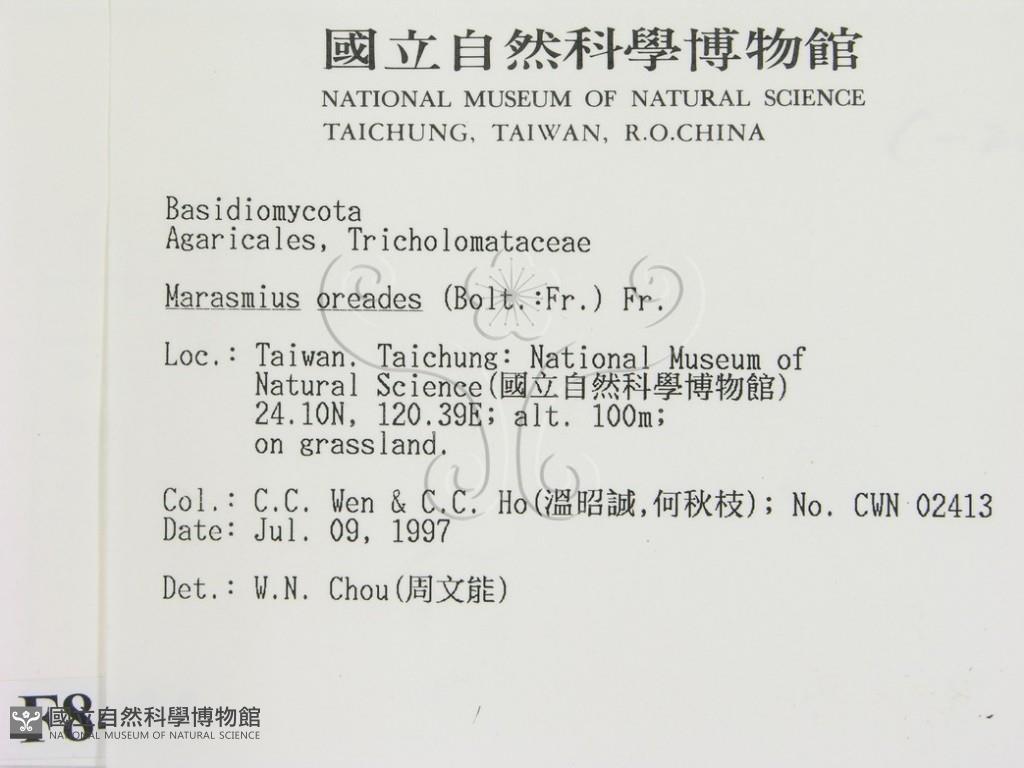 國立自然科學博物館
NATIONAL MUSEUM OF NATURAL SCIENCE
TAICHUNG, TAIWAN, R.O.CHINA
Basidiomycota
Agaricales, Tricholomataceae
Marasmius oreades (Bolt.:Fr.) Fr.
Loc.: Taiwan. Taichung: National Museum of
Natural Science(國立自然科學博物館)
24.10N, 120.39E; alt. 100m;
on grassland.
Col.: C.C. Wen & C.C. Ho(溫昭誠,何秋枝); No. CWN 02413
Date: Jul. 09, 1997
Det.: W.N. Chou(周文能)
F8
國立自然科學博物館
NATIONAL MUSEUM OF NATURAL SCIENCE